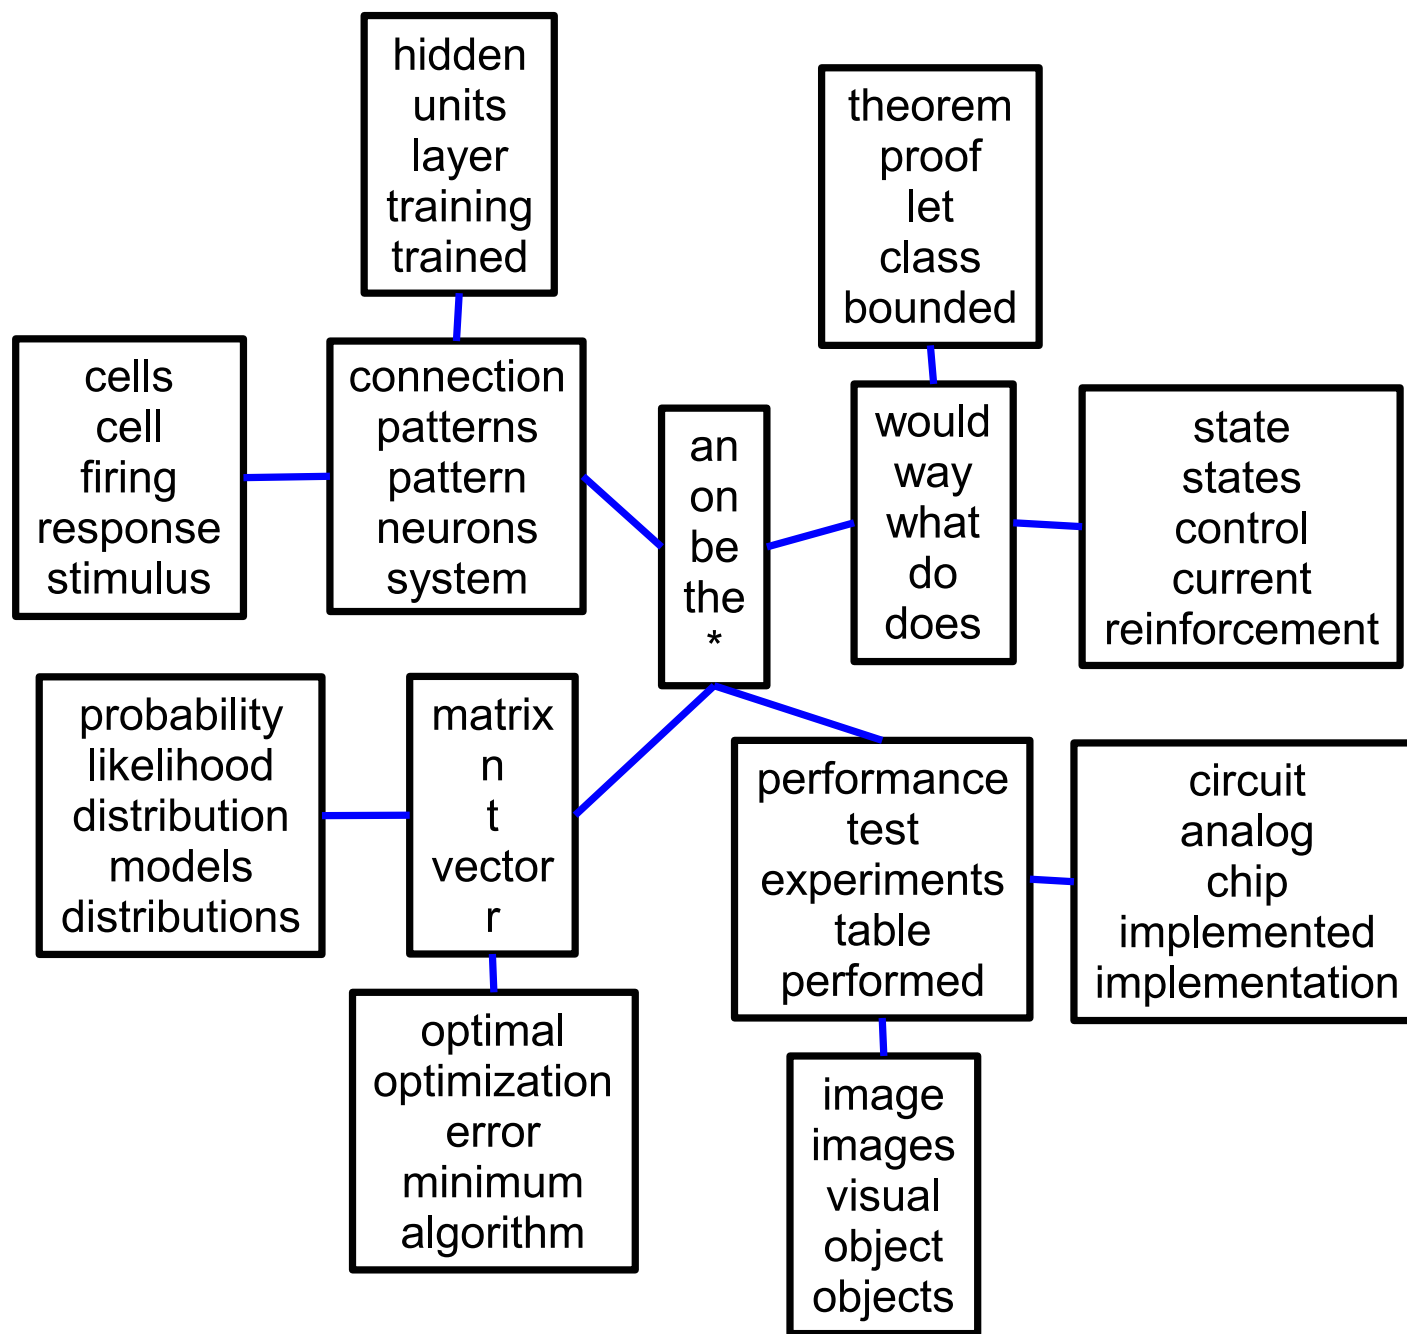 hidden
units
layer
training
trained
theorem
proof
let
class
bounded
cells
cell
firing
response
stimulus
connection
patterns
pattern
neurons
system
an
on
be
the
*
would
way
what
do
does
state
states
control
current
reinforcement
probability
likelihood
distribution
models
distributions
matrix
n
t
vector
r
performance
test
experiments
table
performed
circuit
analog
chip
implemented
implementation
optimal
optimization
error
minimum
algorithm
image
images
visual
object
objects